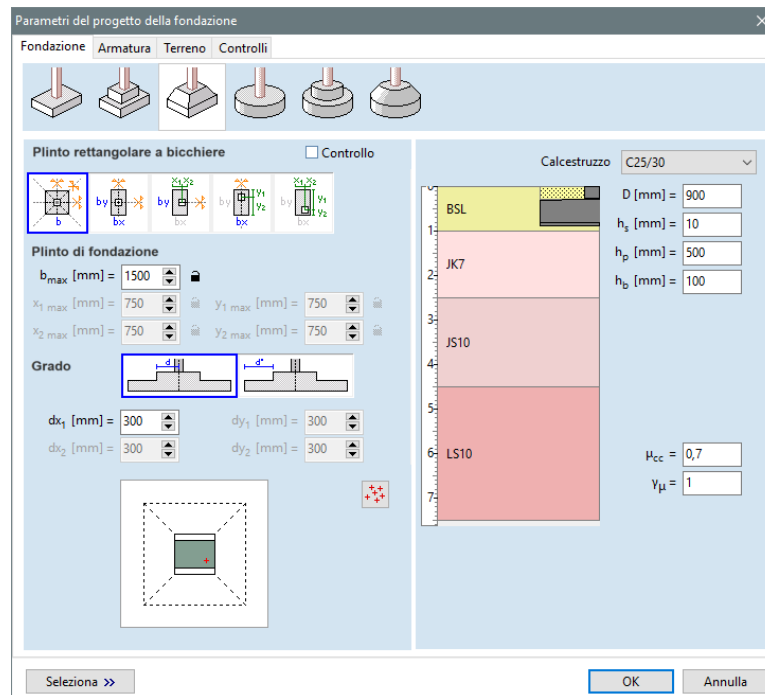 Parametri del progetto della fondazione
Fondazione Armatura Terreno Controlli
Plinto rettangolare a bicchiere Controllo
b by bx x₁ x₂ by bx by y₁ y₂ bx x₁ x₂ by y₁ y₂ bx
Plinto di fondazione
b max [mm] = 1500
x₁ max [mm] = 750 y₁ max [mm] = 750
x₂ max [mm] = 750 y₂ max [mm] = 750
Grado
d d*
dx₁ [mm] = 300 dy₁ [mm] = 300
dx₂ [mm] = 300 dy₂ [mm] = 300
Calcestruzzo C25/30
D [mm] = 900
hs [mm] = 10
hp [mm] = 500
hb [mm] = 100
BSL
1
JK7
2
3
JS10
4
5
6 LS10
7
μcc = 0,7
γμ = 1
Seleziona >> OK Annulla